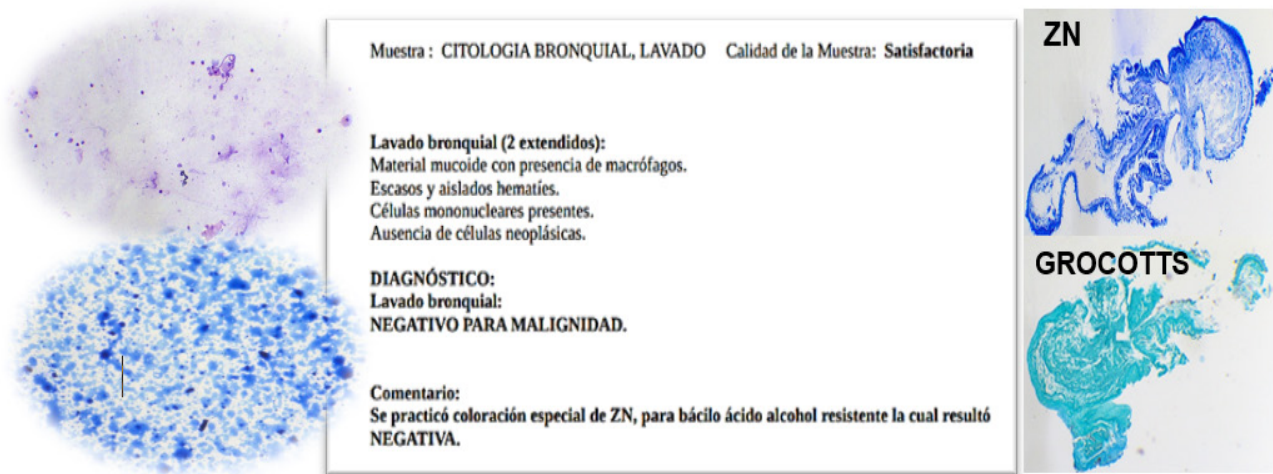 Muestra : CITOLOGIA BRONQUIAL, LAVADO Calidad de la Muestra: Satisfactoria
Lavado bronquial (2 extendidos):
Material mucoide con presencia de macrófagos.
Escasos y aislados hematíes.
Células mononucleares presentes.
Ausencia de células neoplásicas.
DIAGNÓSTICO:
Lavado bronquial:
NEGATIVO PARA MALIGNIDAD.
Comentario:
Se practicó coloración especial de ZN, para bácilo ácido alcohol resistente la cual resultó
NEGATIVA.
ZN
GROCOTTS